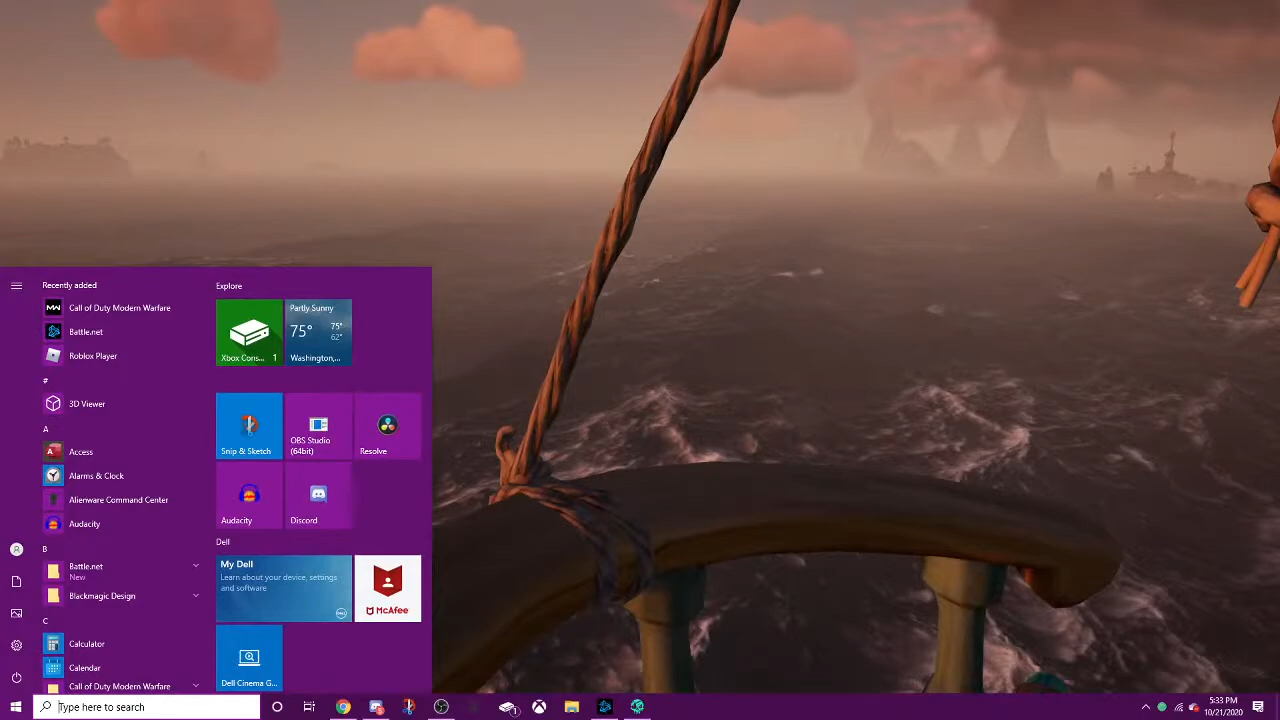 Recently added
Call of Duty Modern Warfare
Battle.net
Roblox Player
#
3D Viewer
A
Access
Alarms & Clock
Alienware Command Center
Audacity
B
Battle.net
New
Blackmagic Design
C
Calculator
Calendar
Call of Duty Modern Warfare
Explore
Xbox Cons... 1
Partly Sunny
75° 75°
62°
Washington,...
Snip & Sketch
OBS Studio
(64bit)
Resolve
Audacity
Discord
Dell
My Dell
Learn about your device, settings
and software
DELL
McAfee
Dell Cinema G...
Type here to search
5:33 PM
10/21/2020